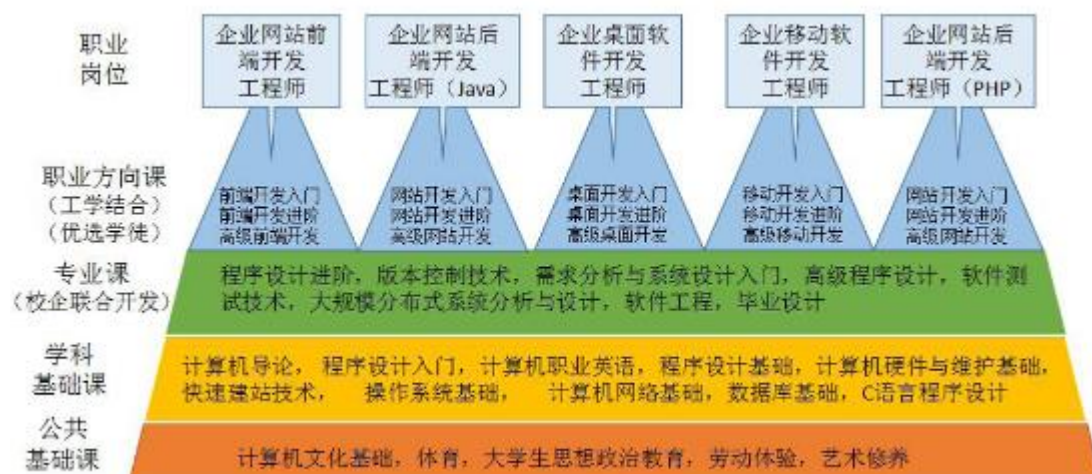 职业
岗位
企业网站前
端开发
工程师
企业网站后
端开发
工程师（Java）
企业桌面软
件开发
工程师
企业移动软
件开发
工程师
企业网站后
端开发
工程师（PHP）
职业方向课
（工学结合）
（优选学徒）
前端开发入门
前端开发进阶
高级前端开发
网站开发入门
网站开发进阶
高级网站开发
桌面开发入门
桌面开发进阶
高级桌面开发
移动开发入门
移动开发进阶
高级移动开发
网站开发入门
网站开发进阶
高级网站开发
专业课
（校企联合开发）
程序设计进阶，版本控制技术，需求分析与系统设计入门，高级程序设计，软件测
试技术，大规模分布式系统分析与设计，软件工程，毕业设计
学科
基础课
计算机导论，程序设计入门，计算机职业英语，程序设计基础，计算机硬件与维护基础，
快速建站技术，操作系统基础，计算机网络基础，数据库基础，C语言程序设计
公共
基础课
计算机文化基础，体育，大学生思想政治教育，劳动体验，艺术修养